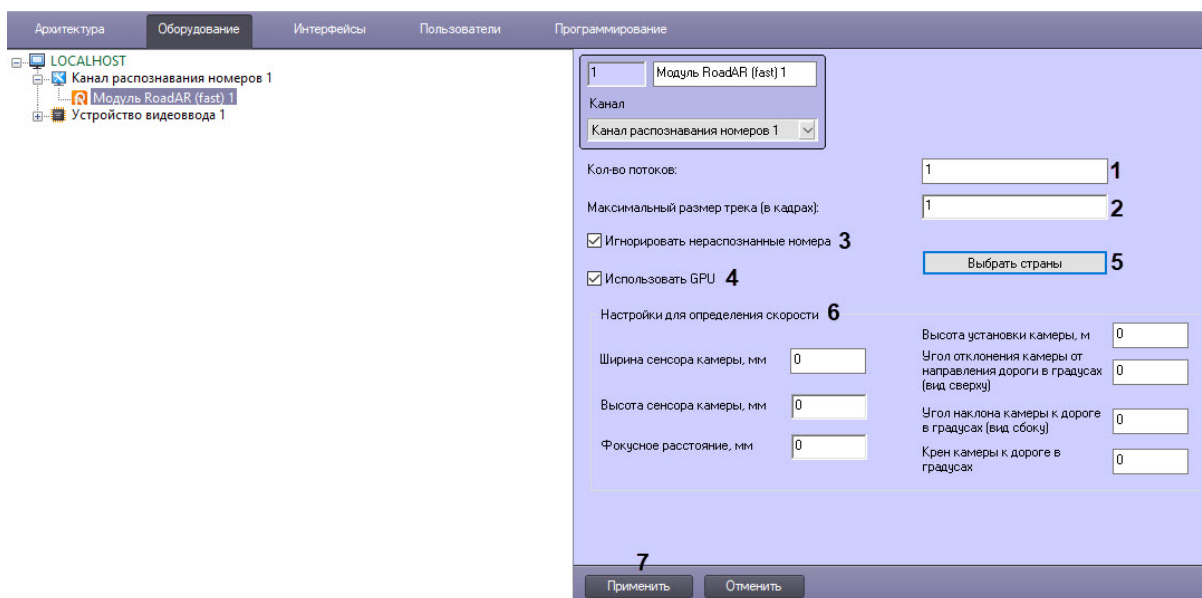 Архитектура Оборудование Интерфейсы Пользователи Программирование
LOCALHOST
Канал распознавания номеров 1
Модуль RoadAR (fast) 1
Устройство видеоввода 1
1 Модуль RoadAR (fast) 1
Канал
Канал распознавания номеров 1
Кол-во потоков: 1 1
Максимальный размер трека (в кадрах): 1 2
Игнорировать нераспознанные номера 3
Выбрать страны 5
Использовать GPU 4
Настройки для определения скорости 6
Ширина сенсора камеры, мм 0
Высота сенсора камеры, мм 0
Фокусное расстояние, мм 0
Высота установки камеры, м 0
Угол отклонения камеры от
направления дороги в градусах 0
(вид сверху)
Угол наклона камеры к дороге
в градусах (вид сбоку) 0
Крен камеры к дороге в
градусах 0
7
Применить Отменить